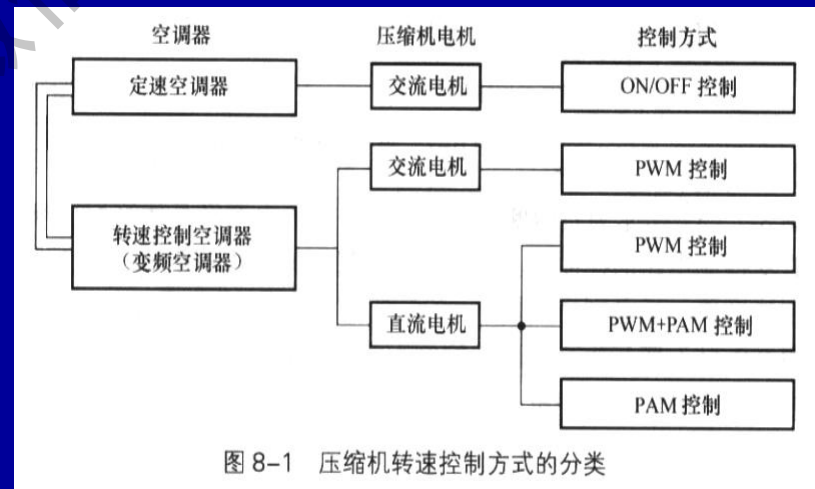 空调器 压缩机电机 控制方式
定速空调器 交流电机 ON/OFF 控制
交流电机 PWM 控制
转速控制空调器
（变频空调器）
PWM 控制
直流电机 PWM+PAM 控制
PAM 控制
图 8-1 压缩机转速控制方式的分类